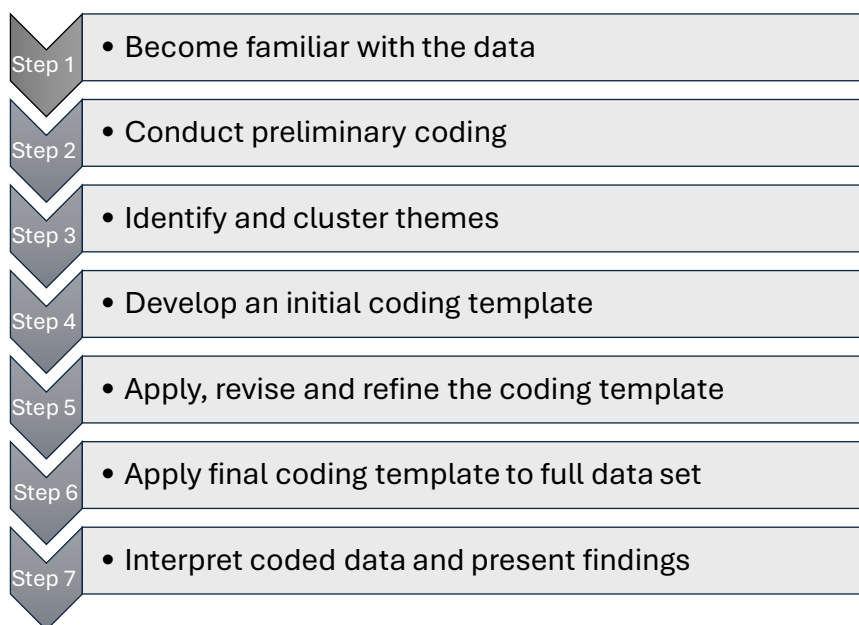 Step 1
• Become familiar with the data
Step 2
• Conduct preliminary coding
Step 3
• Identify and cluster themes
Step 4
• Develop an initial coding template
Step 5
• Apply, revise and refine the coding template
Step 6
• Apply final coding template to full data set
Step 7
• Interpret coded data and present findings